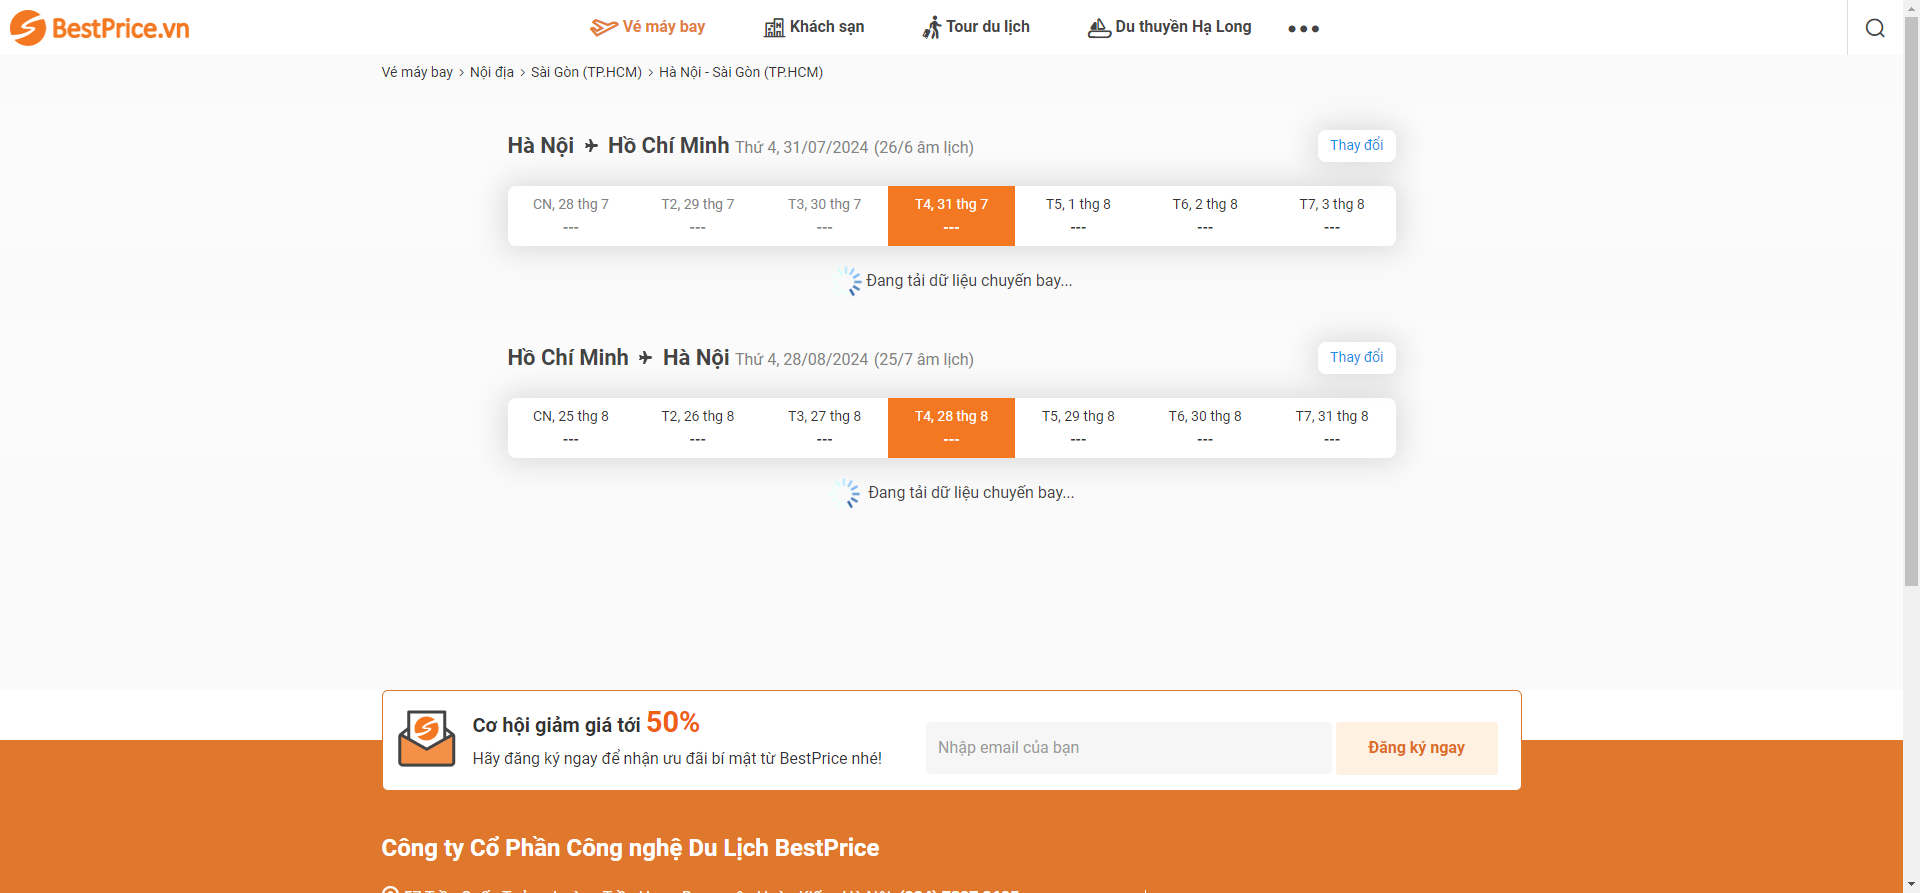 BestPrice.vn
Vé máy bay
Khách sạn
Tour du lịch
Du thuyền Hạ Long
Vé máy bay > Nội địa > Sài Gòn (TP.HCM) > Hà Nội - Sài Gòn (TP.HCM)
Hà Nội Hồ Chí Minh Thứ 4, 31/07/2024 (26/6 âm lịch)
Thay đổi
CN, 28 thg 7 T2, 29 thg 7 T3, 30 thg 7 T4, 31 thg 7 T5, 1 thg 8 T6, 2 thg 8 T7, 3 thg 8
--- --- --- --- --- --- ---
Đang tải dữ liệu chuyến bay...
Hồ Chí Minh Hà Nội Thứ 4, 28/08/2024 (25/7 âm lịch)
Thay đổi
CN, 25 thg 8 T2, 26 thg 8 T3, 27 thg 8 T4, 28 thg 8 T5, 29 thg 8 T6, 30 thg 8 T7, 31 thg 8
--- --- --- --- --- --- ---
Đang tải dữ liệu chuyến bay...
Cơ hội giảm giá tới 50%
Hãy đăng ký ngay để nhận ưu đãi bí mật từ BestPrice nhé!
Nhập email của bạn
Đăng ký ngay
Công ty Cổ Phần Công nghệ Du Lịch BestPrice